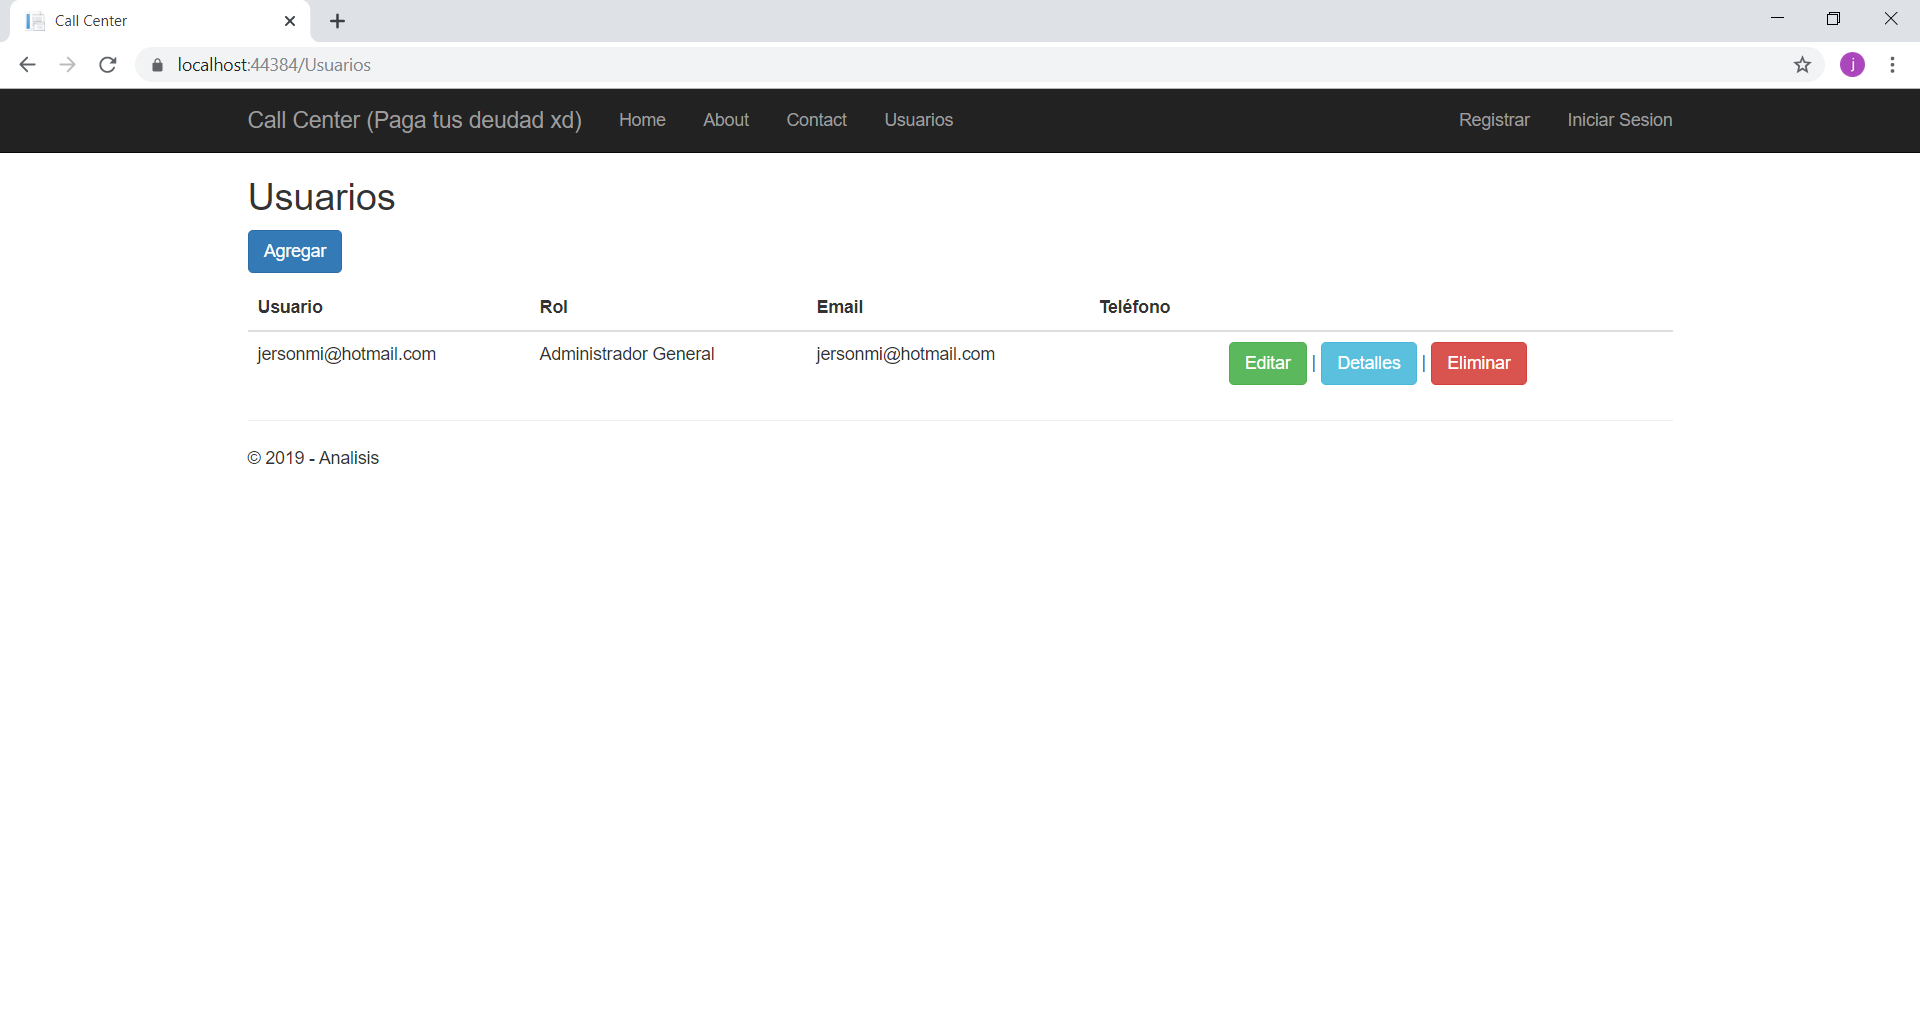 Call Center
localhost:44384/Usuarios
j
Call Center (Paga tus deudad xd) Home About Contact Usuarios Registrar Iniciar Sesion
Usuarios
Agregar
Usuario Rol Email Teléfono
jersonmi@hotmail.com Administrador General jersonmi@hotmail.com Editar | Detalles | Eliminar
© 2019 - Analisis